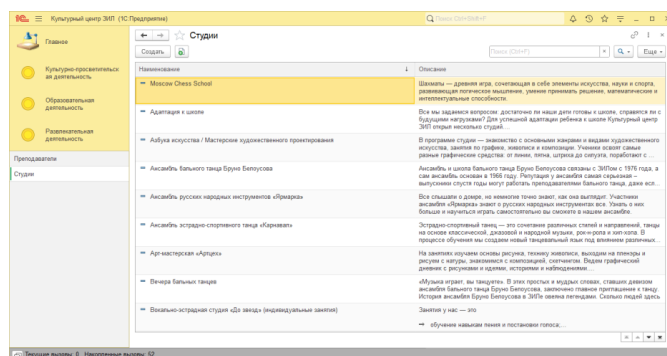 Культурный центр ЗИЛ (1С:Предприятие)
Поиск Ctrl+Shift+F
Главное
Культурно-просветительск
ая деятельность
Образовательная
деятельность
Развлекательная
деятельность
Преподаватели
Студии
Студии
Создать
Поиск (Ctrl+F)
Еще
Наименование
Описание
Moscow Chess School
Шахматы — древняя игра, сочетающая в себе элементы искусства, науки и спорта,
развивающая логическое мышление, умение принимать решение, математические и
интеллектуальные способности.
Адаптация к школе
Все мы задаемся вопросом: достаточно ли наши дети готовы к школе, справятся ли с
будущими нагрузками? Для успешной адаптации ребенка к школе Культурный центр
ЗИЛ открыл несколько студий...
Азбука искусства / Мастерские художественного проектирования
В программе студии — знакомство с основными жанрами и видами художественного
искусства, занятия по графике, живописи и композиции. Ученики освоят самые
разные графические средства: от линии, пятна, штриха до силуэта, поработают с ...
Ансамбль бального танца Бруно Белоусова
Ансамбль и школа бального танца Бруно Белоусова связаны с ЗИЛом с 1976 года, а
сам ансамбль основан в 1966 году. Репутация у ансамбля самая серьезная –
выпускники спустя годы могут работать преподавателями бального танца, даже если...
Ансамбль русских народных инструментов «Ярмарка»
Все слышали о домре, но немногие точно знают, как она выглядит. Участники
ансамбля «Ярмарка» знают о русских народных инструментах все. Узнать о них
больше и научиться играть самостоятельно вы сможете в нашем ансамбле.
Ансамбль эстрадно-спортивного танца «Карнавал»
Эстрадно-спортивный танец — это сочетание различных стилей и направлений, танцы
на основе классической, джазовой и народной музыки, рок-н-ролла и хип-хопа. В
процессе обучения мы создаем новый танцевальный язык под влиянием различных...
Арт-мастерская «Артцех»
На занятиях изучаем основы рисунка, технику живописи, выходим на пленэры и
рисуем с натуры, знакомимся с композицией, скетчингом. Ведем графический
дневник с рисунками и идеями, историями и наблюдениями...
Вечера бальных танцев
«Музыка играет, вы танцуете». В этих простых и мудрых словах, ставших девизом
ансамбля бального танца Бруно Белоусова, заключено главное приглашение к танцу.
История ансамбля Бруно Белоусова в ЗИЛе овеяна легендами. Сколько людей здесь
Вокально-эстрадная студия «До звезд» (индивидуальные занятия)
Занятия у нас — это
→ обучение навыкам пения и постановки голоса;...
Текущие вызовы: 0 Накопленные вызовы: 52